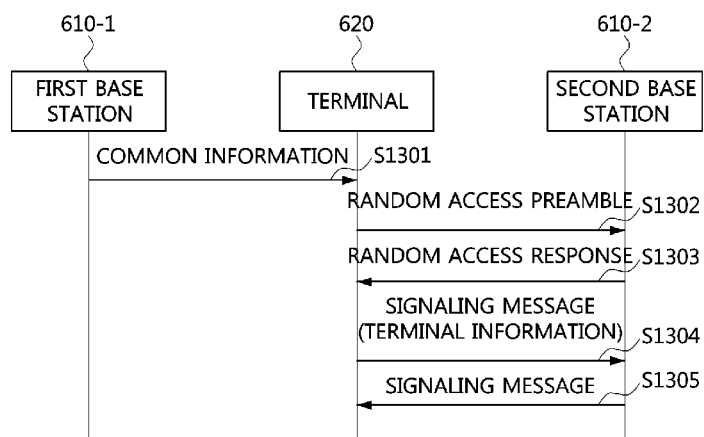 610-1
620
610-2
FIRST BASE
STATION
TERMINAL
SECOND BASE
STATION
COMMON INFORMATION
S1301
RANDOM ACCESS PREAMBLE
S1302
RANDOM ACCESS RESPONSE
S1303
SIGNALING MESSAGE
(TERMINAL INFORMATION)
S1304
SIGNALING MESSAGE
S1305